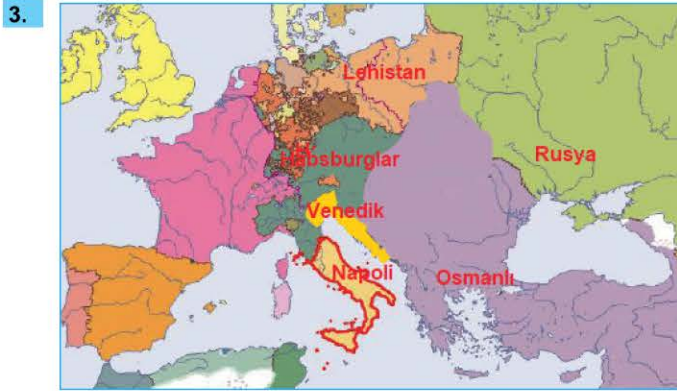 3.
Lehistan
Habsburglar
Rusya
Venedik
Napoli
Osmanlı